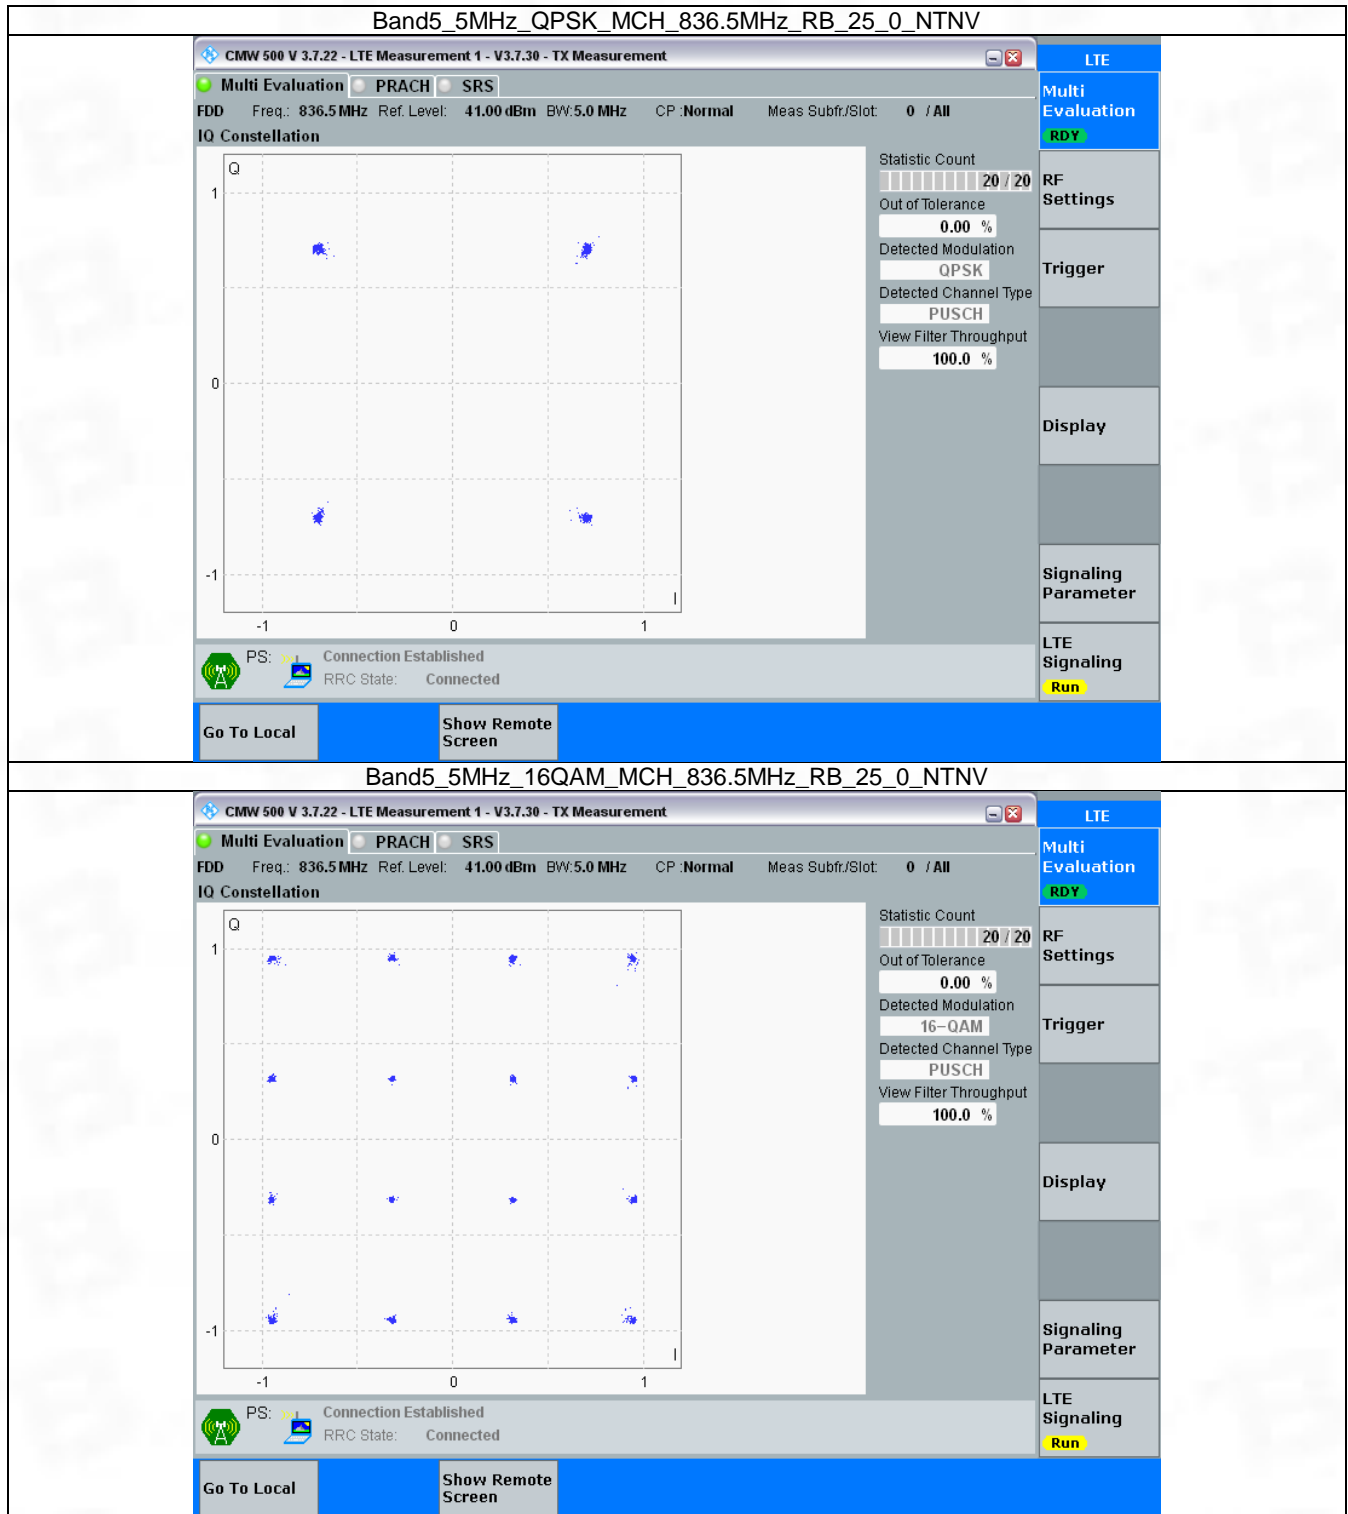 Band5_5MHz_QPSK_MCH_836.5MHz_RB_25_0_NTNV
CMW 500 V 3.7.22 - LTE Measurement 1 - V3.7.30 - TX Measurement
LTE
Multi Evaluation PRACH SRS
Multi
Evaluation
RDY
FDD Freq.: 836.5 MHz Ref. Level: 41.00 dBm BW: 5.0 MHz CP : Normal Meas Subfr./Slot: 0 / All
IQ Constellation
Q
1
0
-1
I
-1 0 1
Statistic Count
20 / 20
Out of Tolerance
0.00 %
Detected Modulation
QPSK
Detected Channel Type
PUSCH
View Filter Throughput
100.0 %
RF
Settings
Trigger
Display
Signaling
Parameter
LTE
Signaling
Run
PS: Connection Established
RRC State: Connected
Go To Local
Show Remote
Screen
Band5_5MHz_16QAM_MCH_836.5MHz_RB_25_0_NTNV
CMW 500 V 3.7.22 - LTE Measurement 1 - V3.7.30 - TX Measurement
LTE
Multi Evaluation PRACH SRS
Multi
Evaluation
RDY
FDD Freq.: 836.5 MHz Ref. Level: 41.00 dBm BW: 5.0 MHz CP : Normal Meas Subfr./Slot: 0 / All
IQ Constellation
Q
1
0
-1
I
-1 0 1
Statistic Count
20 / 20
Out of Tolerance
0.00 %
Detected Modulation
16-QAM
Detected Channel Type
PUSCH
View Filter Throughput
100.0 %
RF
Settings
Trigger
Display
Signaling
Parameter
LTE
Signaling
Run
PS: Connection Established
RRC State: Connected
Go To Local
Show Remote
Screen